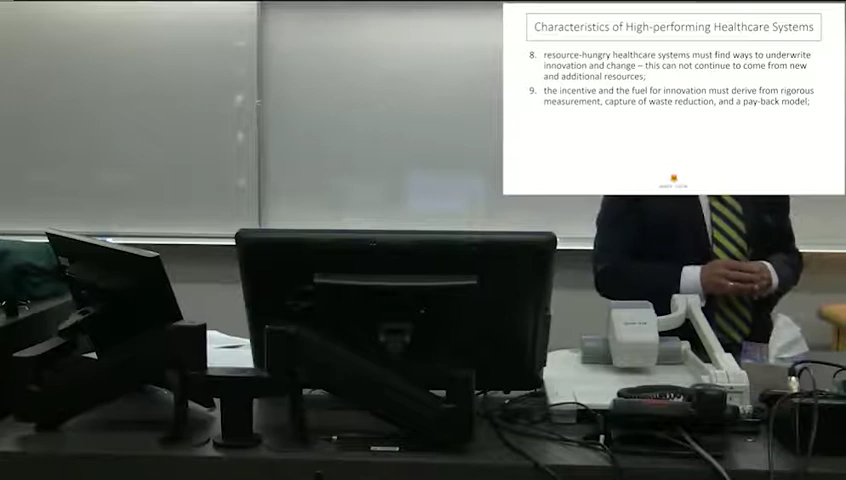 Characteristics of High-performing Healthcare Systems
8. resource-hungry healthcare systems must find ways to underwrite
innovation and change – this can not continue to come from new
and additional resources;
9. the incentive and the fuel for innovation must derive from rigorous
measurement, capture of waste reduction, and a pay-back model;